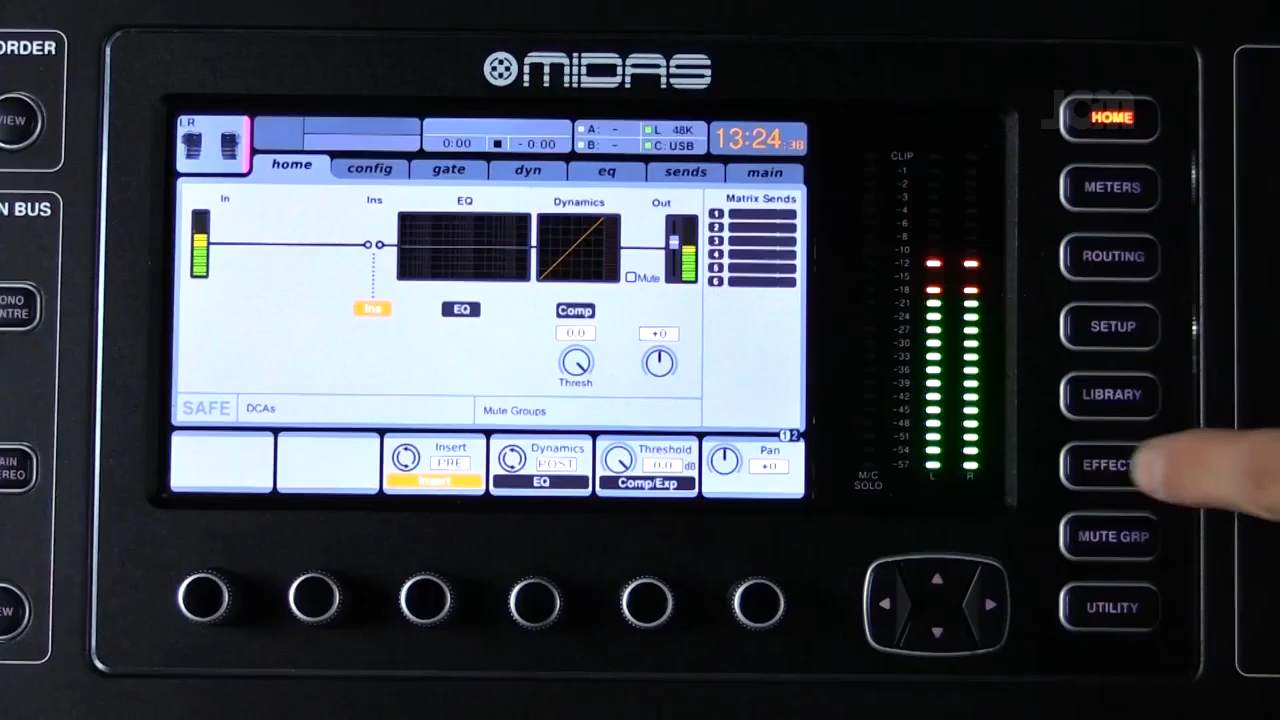 ORDER
VIEW
N BUS
ONO
NTRE
AIN
EREO
EW
MIDAS
LR
0:00 - 0:00
A: - L 48K
B: - C: USB
13:24:38
home config gate dyn eq sends main
In Ins EQ Dynamics Out Matrix Sends
1
2
3
4
5
6
Mute
Ins EQ Comp
0.0 +0
Thresh
SAFE DCAs Mute Groups
1 2
Insert
PRE
Insert
Dynamics
POST
EQ
Threshold
0.0 dB
Comp/Exp
Pan
+0
CLIP
-1
-2
-3
-4
-6
-8
-10
-12
-15
-18
-21
-24
-27
-30
-33
-36
-39
-42
-45
-48
-51
-54
-57
L R
M/C
SOLO
JAM
HOME
METERS
ROUTING
SETUP
LIBRARY
EFFECT
MUTE GRP
UTILITY